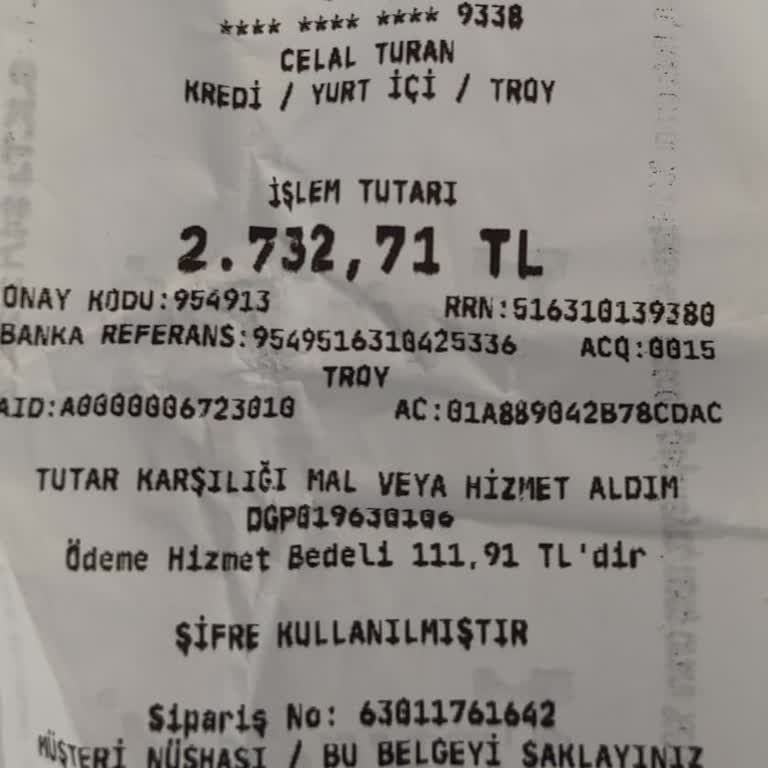 **** **** **** 9338
CELAL TURAN
KREDİ / YURT İÇİ / TROY
İŞLEM TUTARI
2.732,71 TL
ONAY KODU:954913 RRN:516310139380
BANKA REFERANS:9549516310425336 ACQ:0015
TROY
AID:A0000006723010 AC:01A889042B78CDAC
TUTAR KARŞILIĞI MAL VEYA HİZMET ALDIM
DGP019630106
Ödeme Hizmet Bedeli 111,91 TL'dir
ŞİFRE KULLANILMIŞTIR
Sipariş No: 63011761642
MÜŞTERİ NÜSHASI / BU BELGEYİ SAKLAYINIZ